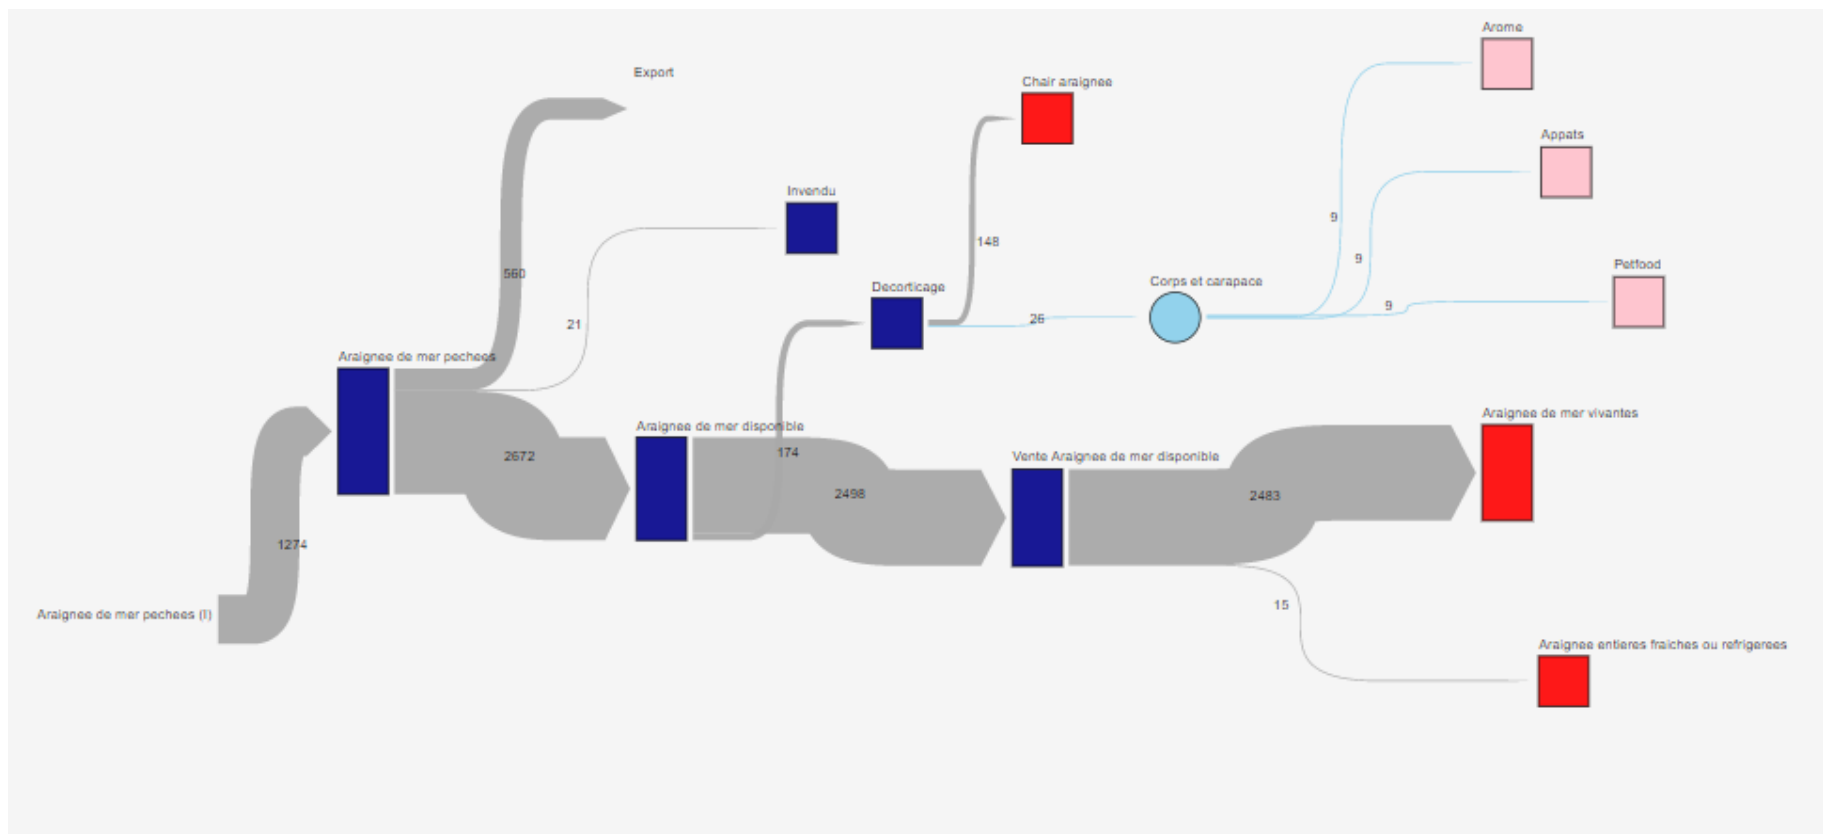 Arome
Export
Chair araignee
Appats
Invendu
9
148
9
Petfood
560
Decorticage
Corps et carapace
9
26
21
Araignee de mer pechees
Araignee de mer vivantes
Araignee de mer disponible
2672
174
Vente Araignee de mer disponible
2498
2483
1274
15
Araignee de mer pechees (I)
Araignee entieres fraiches ou refrigerees